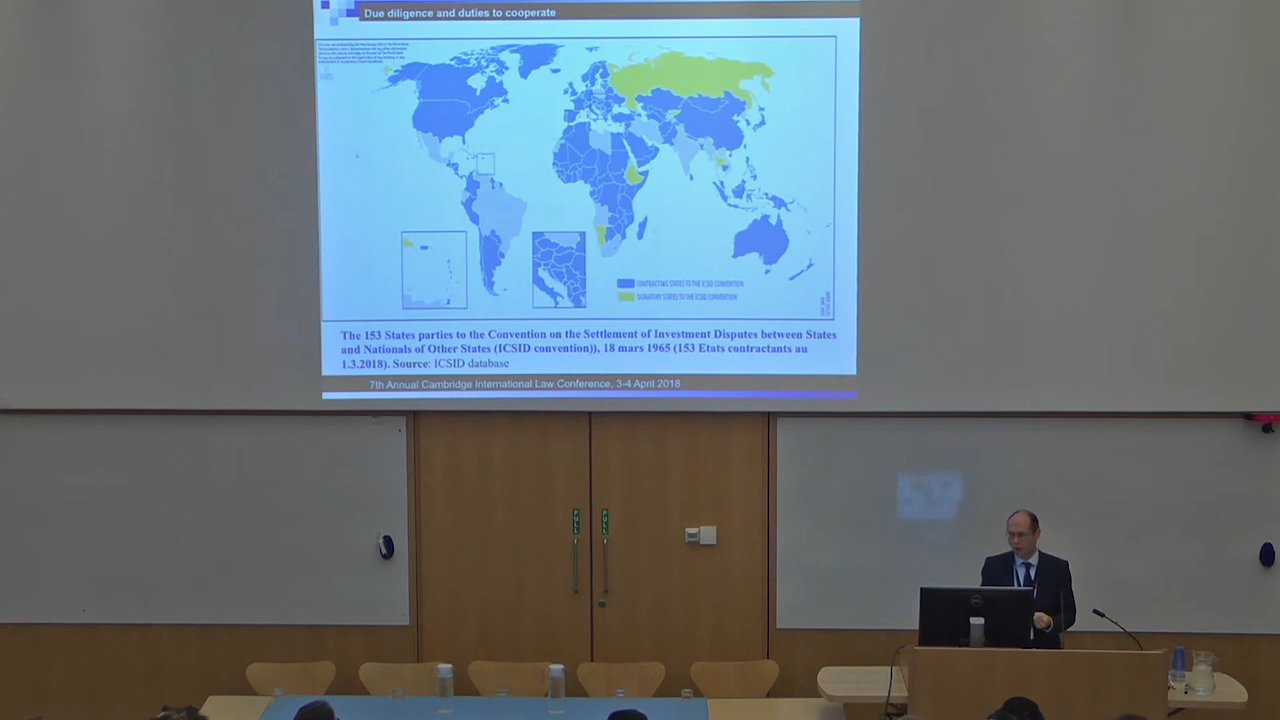 Due diligence and duties to cooperate
CONTRACTING STATES TO THE ICSID CONVENTION
SIGNATURE STATES TO THE ICSID CONVENTION
The 153 States parties to the Convention on the Settlement of Investment Disputes between States
and Nationals of Other States (ICSID convention)), 18 mars 1965 (153 Etats contractants au
1.3.2018). Source: ICSID database
7th Annual Cambridge International Law Conference, 3-4 April 2018
PULL
PULL